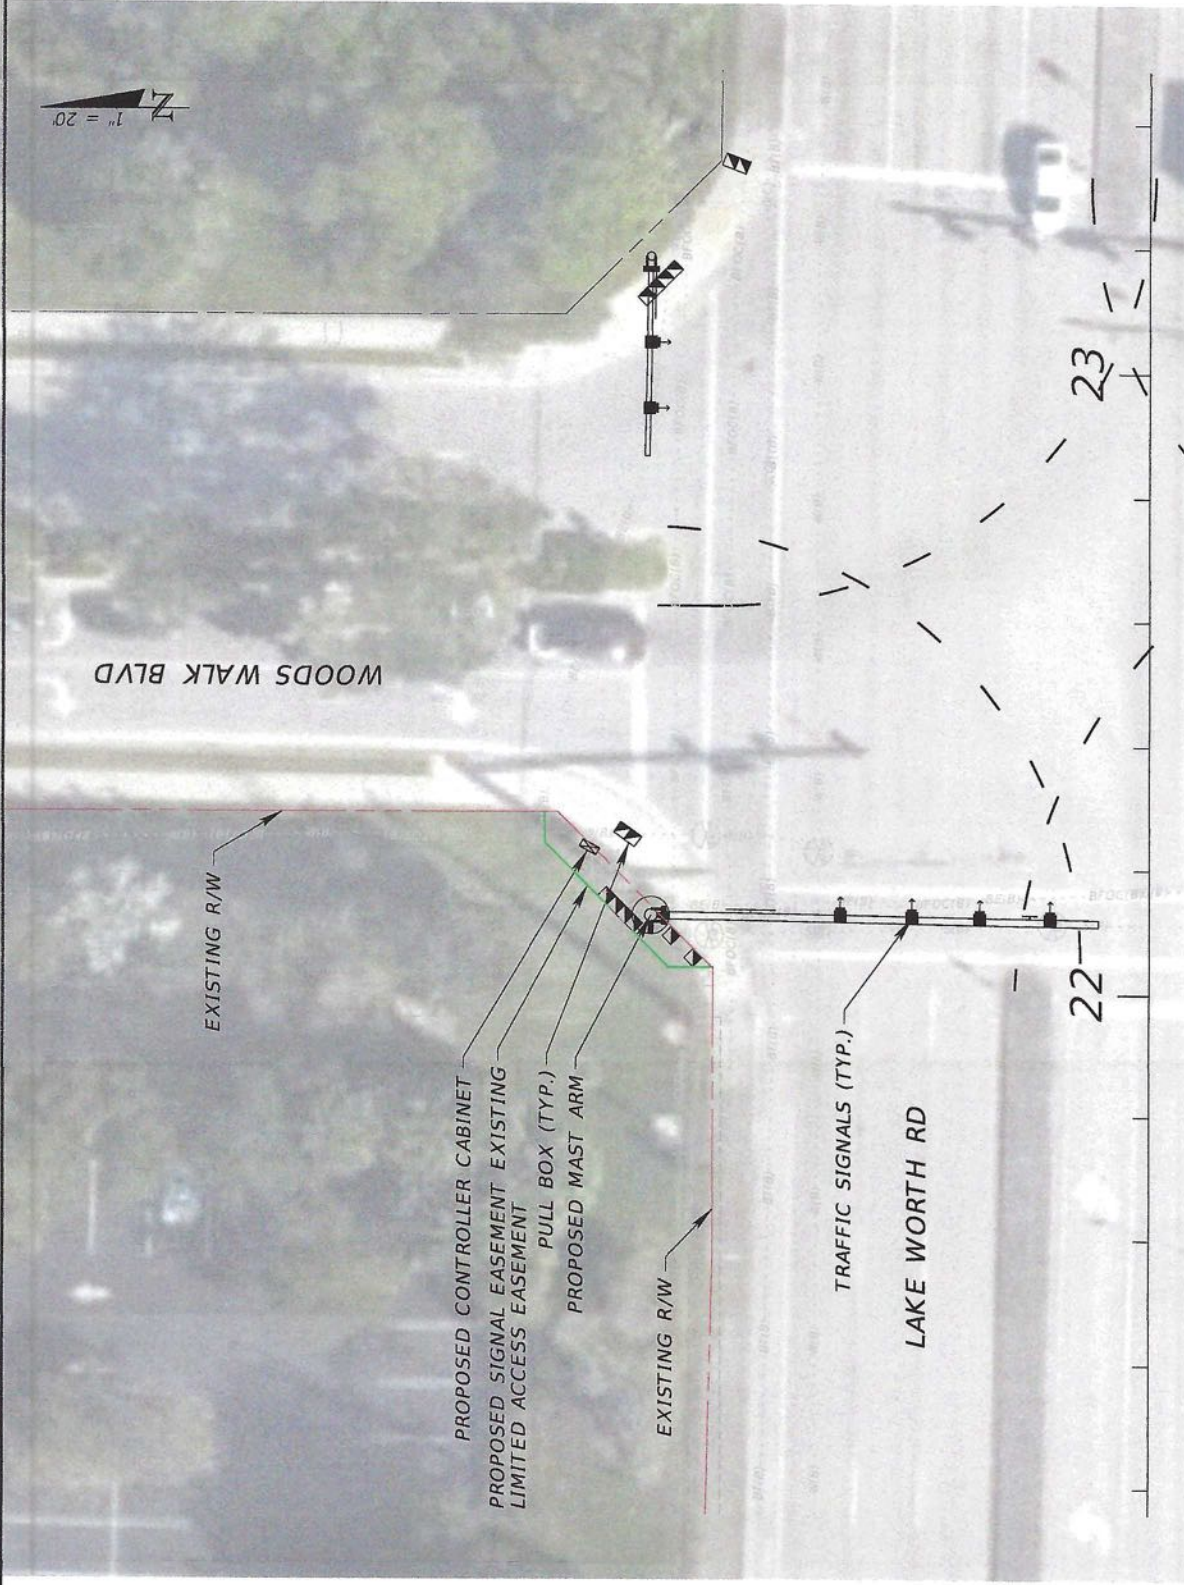 1" = 20'
N
WOODS WALK BLVD
EXISTING R/W
PROPOSED CONTROLLER CABINET
PROPOSED SIGNAL EASEMENT EXISTING
LIMITED ACCESS EASEMENT
PULL BOX (TYP.)
PROPOSED MAST ARM
EXISTING R/W
TRAFFIC SIGNALS (TYP.)
LAKE WORTH RD
22
23